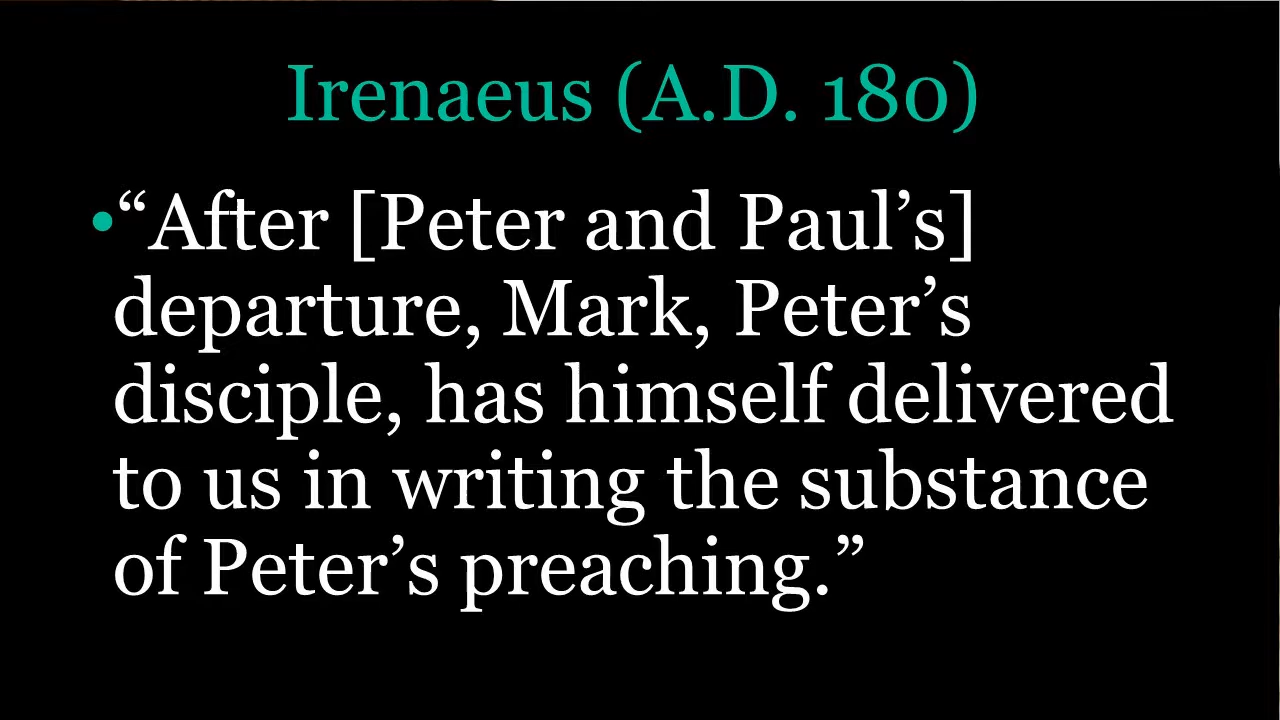 Irenaeus (A.D. 180)
•“After [Peter and Paul’s]
departure, Mark, Peter’s
disciple, has himself delivered
to us in writing the substance
of Peter’s preaching.”